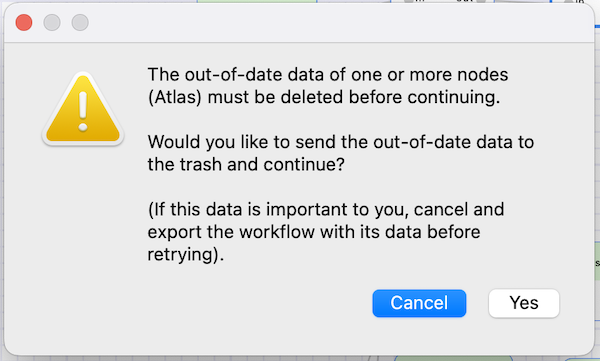 The out-of-date data of one or more nodes
(Atlas) must be deleted before continuing.
Would you like to send the out-of-date data to
the trash and continue?
(If this data is important to you, cancel and
export the workflow with its data before
retrying).
Cancel
Yes